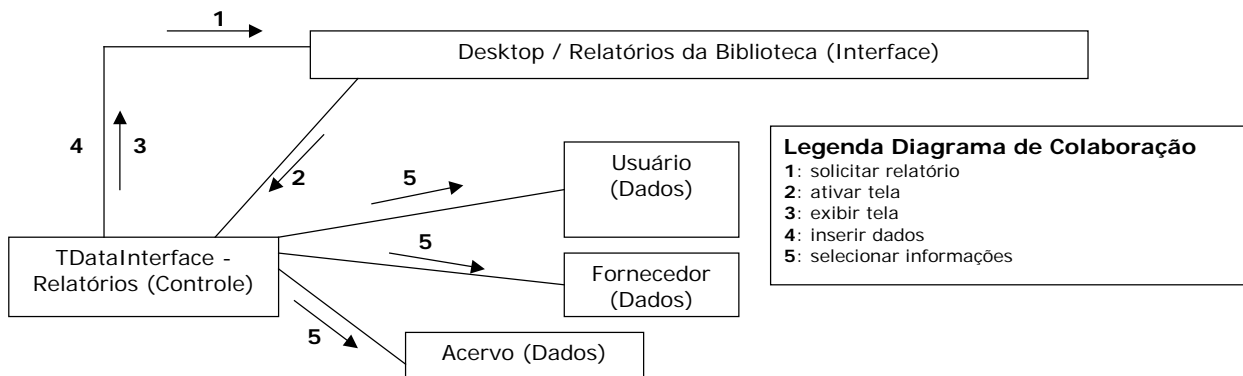 1
Desktop / Relatórios da Biblioteca (Interface)
4
3
2
5
Usuário
(Dados)
Legenda Diagrama de Colaboração
1: solicitar relatório
2: ativar tela
3: exibir tela
4: inserir dados
5: selecionar informações
TDataInterface -
Relatórios (Controle)
5
Fornecedor
(Dados)
5
Acervo (Dados)